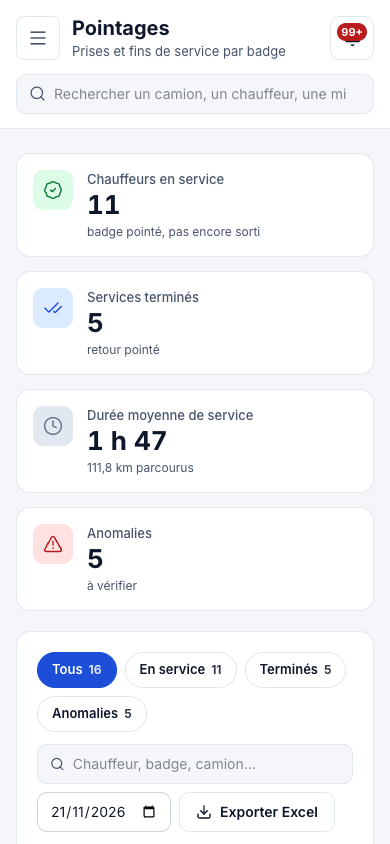 Pointages
Prises et fins de service par badge
99+
Rechercher un camion, un chauffeur, une mi
Chauffeurs en service
11
badge pointé, pas encore sorti
Services terminés
5
retour pointé
Durée moyenne de service
1 h 47
111,8 km parcourus
Anomalies
5
à vérifier
Tous 16
En service 11
Terminés 5
Anomalies 5
Chauffeur, badge, camion...
21/11/2026
Exporter Excel